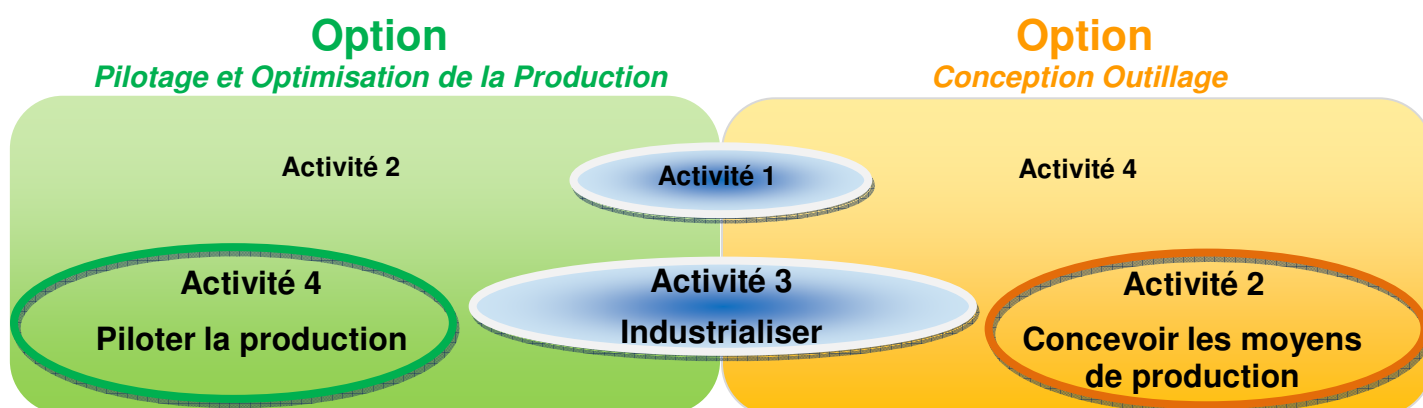 Option
Pilotage et Optimisation de la Production
Option
Conception Outillage
Activité 2
Activité 1
Activité 4
Activité 4
Piloter la production
Activité 3
Industrialiser
Activité 2
Concevoir les moyens
de production